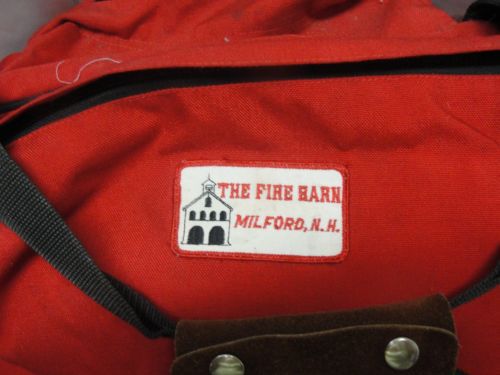 THE FIRE BARN
MILFORD, N.H.